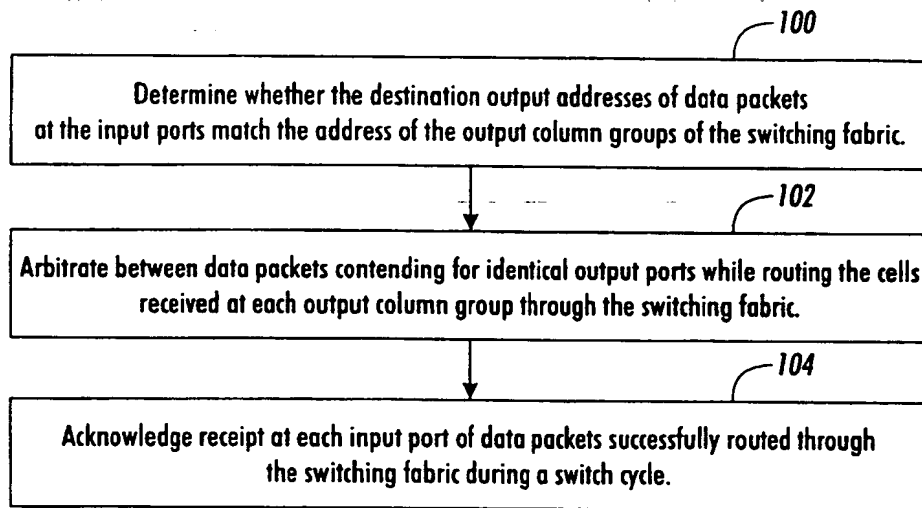 100
Determine whether the destination output addresses of data packets
at the input ports match the address of the output column groups of the switching fabric.
102
Arbitrate between data packets contending for identical output ports while routing the cells
received at each output column group through the switching fabric.
104
Acknowledge receipt at each input port of data packets successfully routed through
the switching fabric during a switch cycle.